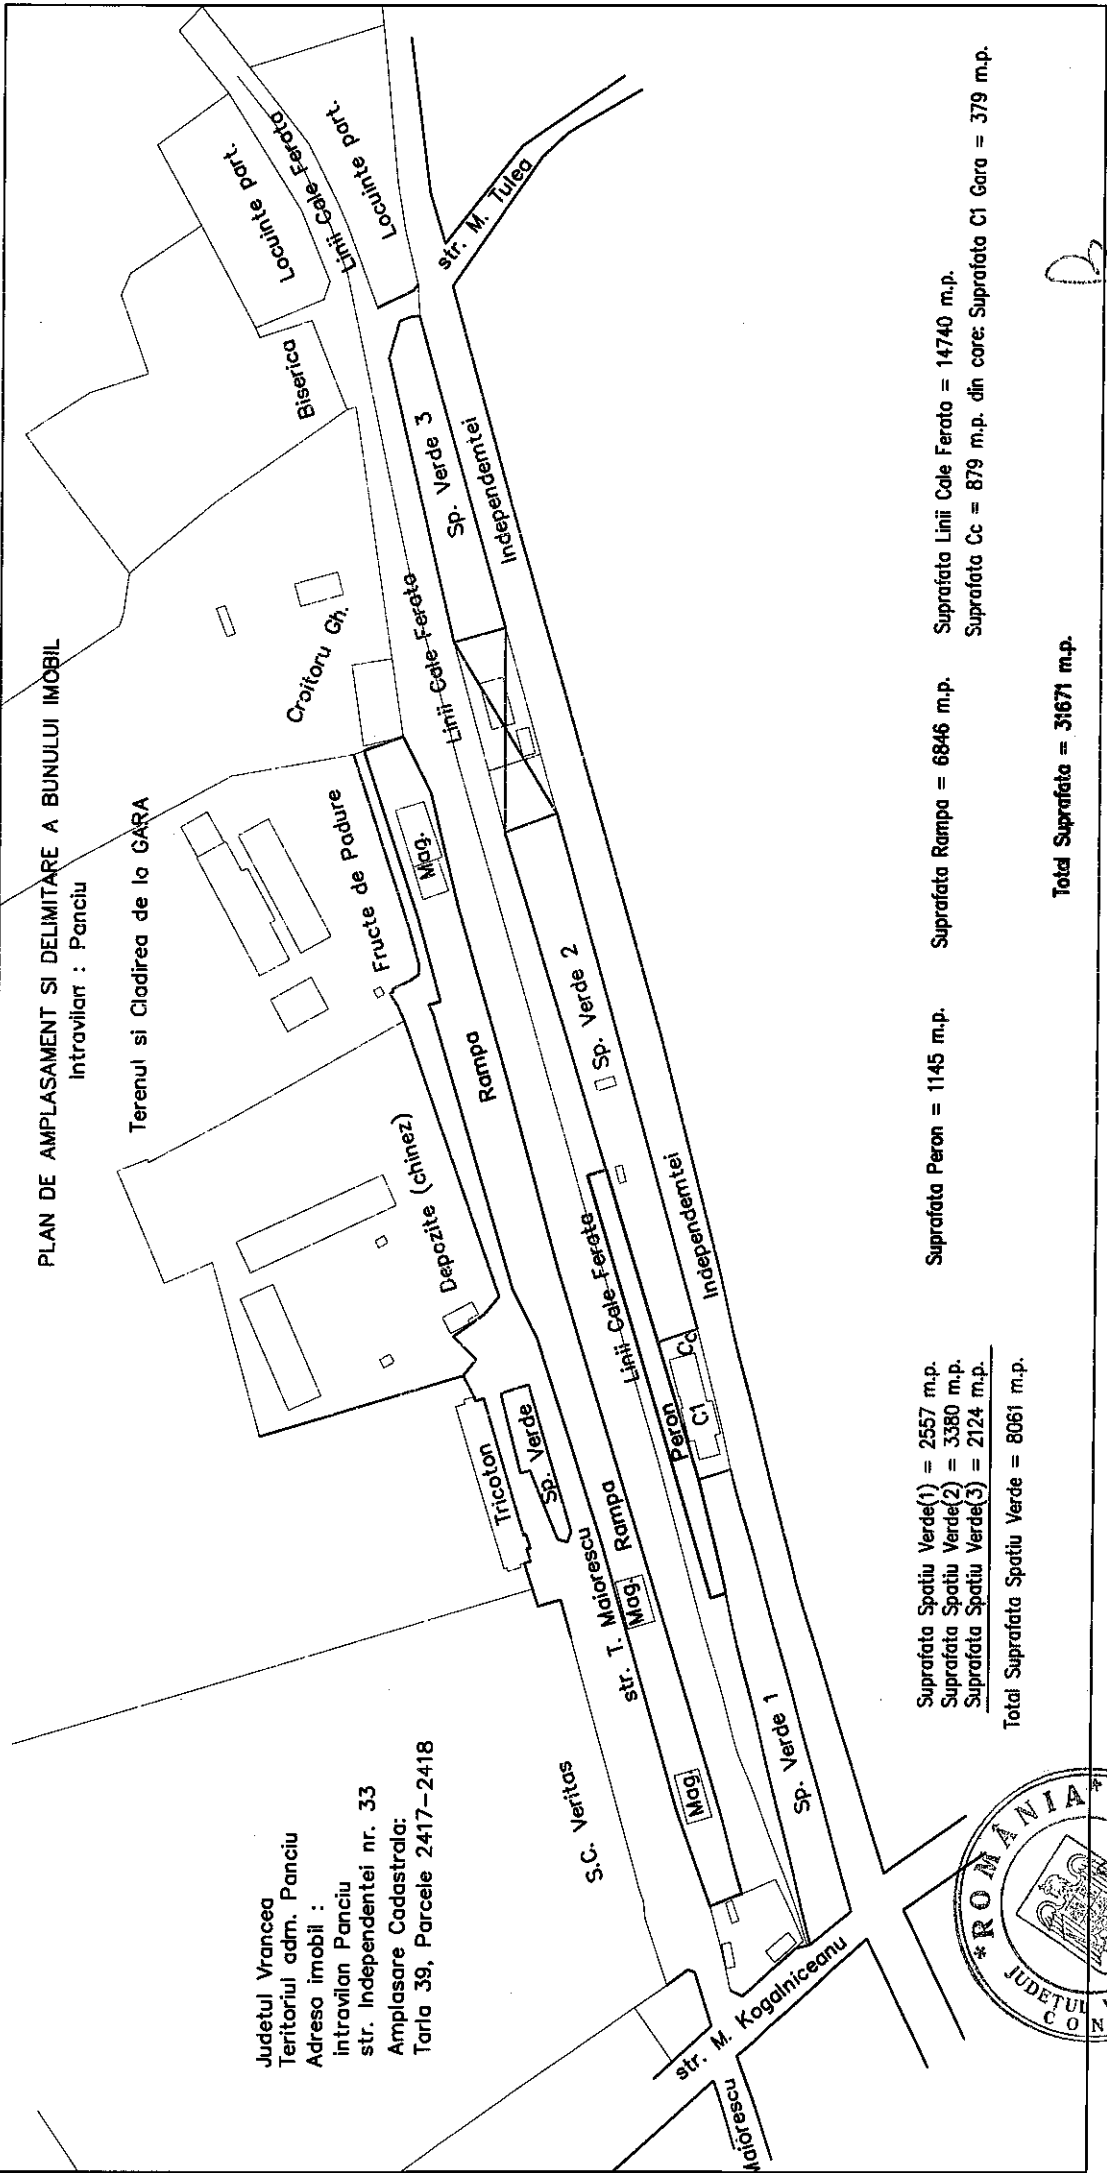 PLAN DE AMPLASAMENT SI DELIMITARE A BUNULUI IMOBIL
Intravilan : Panciu
Terenul si Cladirea de la GARA
Judetul Vrancea
Teritoriul adm. Panciu
Adresa imobil :
intravilan Panciu
str. Independentei nr. 33
Amplasare Cadastrala:
Tarla 39, Parcele 2417-2418
Locuinte part.
Linii Cale Ferata
Locuinte part.
Biserica
str. M. Tulea
Croitoru Gh.
Sp. Verde 3
Independemtei
Linii Cale Ferata
Fructe de Padure
Mag.
Rampa
Sp. Verde 2
Depozite (chinez)
Tricoton
Sp. Verde
Linii Cale Ferata
Independemtei
Cc
C1
Peron
str. T. Maiorescu
Rampa
Mag.
S.C. Veritas
Mag.
Sp. Verde 1
str. M. Kogalniceanu
Maiorescu
Suprafata Spatiu Verde(1) = 2557 m.p.
Suprafata Spatiu Verde(2) = 3380 m.p.
Suprafata Spatiu Verde(3) = 2124 m.p.
Total Suprafata Spatiu Verde = 8061 m.p.
Suprafata Peron = 1145 m.p.
Suprafata Rampa = 6846 m.p.
Suprafata Linii Cale Ferata = 14740 m.p.
Suprafata Cc = 879 m.p. din care: Suprafata C1 Gara = 379 m.p.
Total Suprafata = 31671 m.p.
*ROMÂNIA*
JUDEŢUL
CON